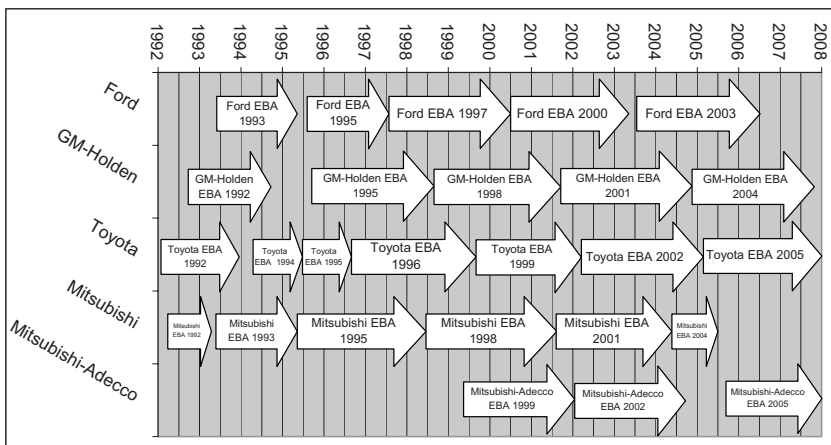 1992
1993
1994
1995
1996
1997
1998
1999
2000
2001
2002
2003
2004
2005
2006
2007
2008
Ford
Ford EBA
1993
Ford EBA
1995
Ford EBA 1997
Ford EBA 2000
Ford EBA 2003
GM-Holden
GM-Holden
EBA 1992
GM-Holden EBA
1995
GM-Holden EBA
1998
GM-Holden EBA
2001
GM-Holden EBA
2004
Toyota
Toyota EBA
1992
Toyota
EBA 1994
Toyota
EBA 1995
Toyota EBA
1996
Toyota EBA
1999
Toyota EBA 2002
Toyota EBA 2005
Mitsubishi
Mitsubishi
EBA 1992
Mitsubishi
EBA 1993
Mitsubishi EBA
1995
Mitsubishi EBA
1998
Mitsubishi EBA
2001
Mitsubishi
EBA 2004
Mitsubishi-Adecco
Mitsubishi-Adecco
EBA 1999
Mitsubishi-Adecco
EBA 2002
Mitsubishi-Adecco
EBA 2005